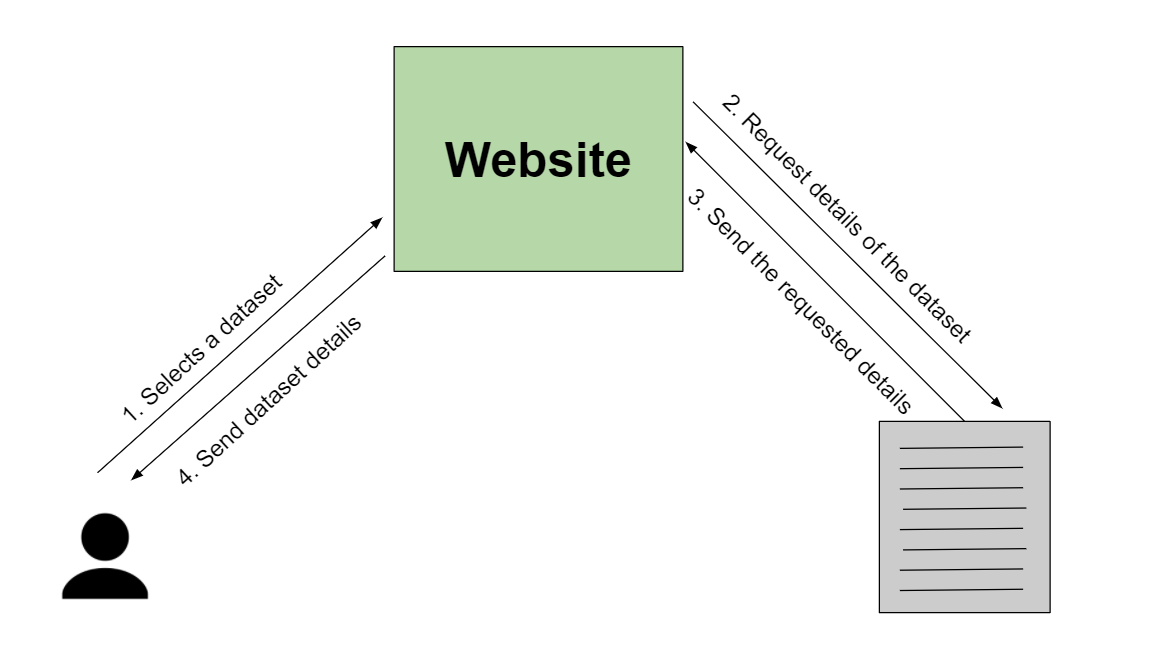 Website
1. Selects a dataset
2. Request details of the dataset
3. Send the requested details
4. Send dataset details